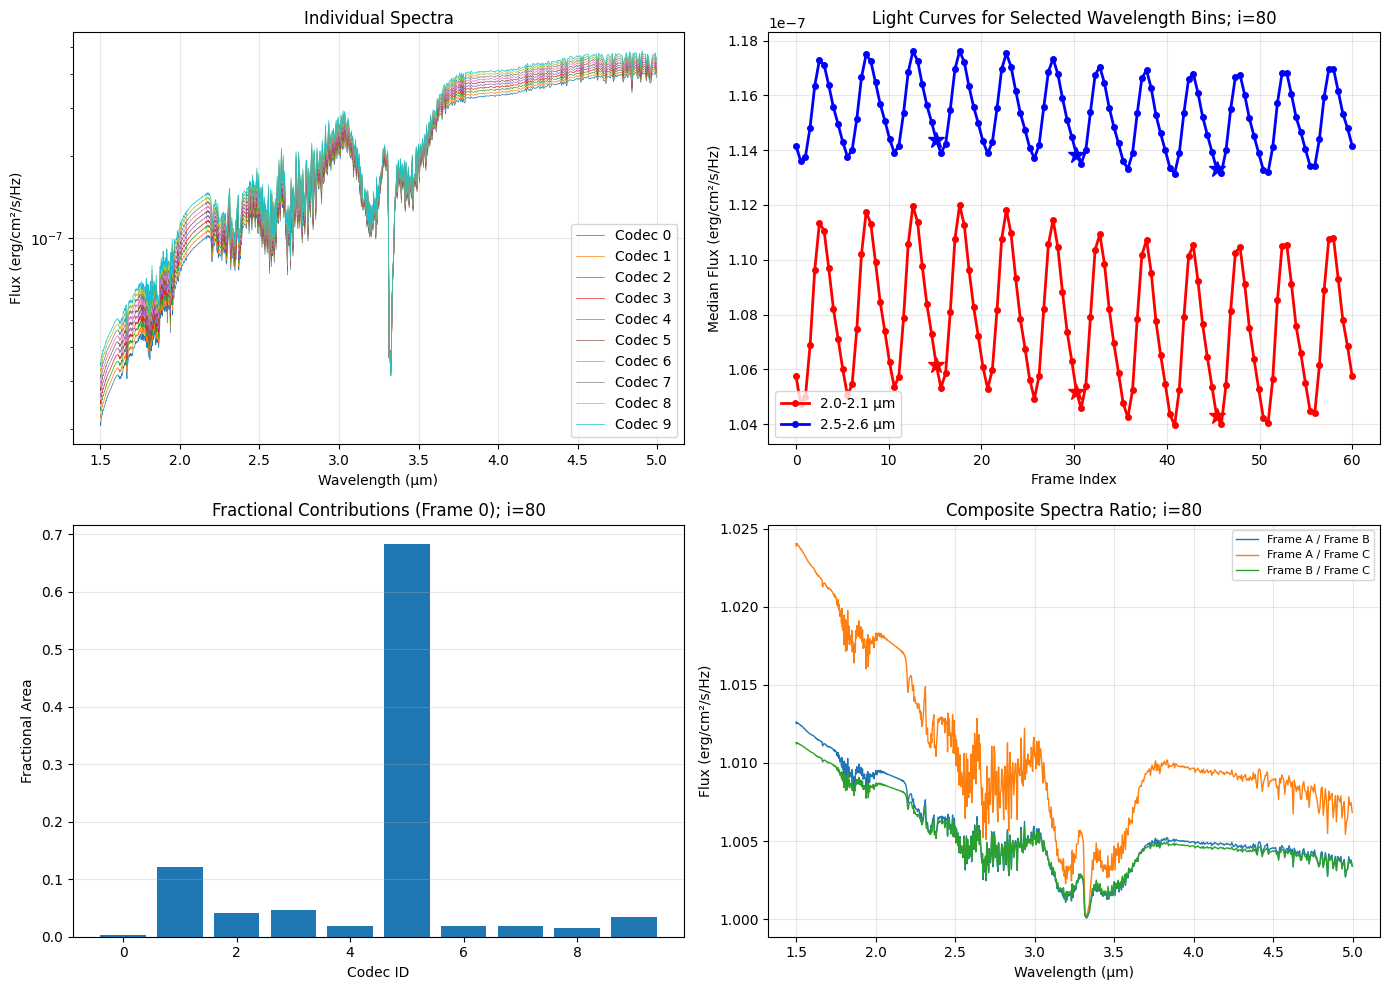 Individual Spectra
Flux (erg/cm²/s/Hz)
10⁻⁷
Codec 0
Codec 1
Codec 2
Codec 3
Codec 4
Codec 5
Codec 6
Codec 7
Codec 8
Codec 9
1.5 2.0 2.5 3.0 3.5 4.0 4.5 5.0
Wavelength (μm)
1e−7
Light Curves for Selected Wavelength Bins; i=80
Median Flux (erg/cm²/s/Hz)
1.18
1.16
1.14
1.12
1.10
1.08
1.06
1.04
2.0-2.1 μm
2.5-2.6 μm
0 10 20 30 40 50 60
Frame Index
Fractional Contributions (Frame 0); i=80
Fractional Area
0.7
0.6
0.5
0.4
0.3
0.2
0.1
0.0
0 2 4 6 8
Codec ID
Composite Spectra Ratio; i=80
Flux (erg/cm²/s/Hz)
1.025
1.020
1.015
1.010
1.005
1.000
Frame A / Frame B
Frame A / Frame C
Frame B / Frame C
1.5 2.0 2.5 3.0 3.5 4.0 4.5 5.0
Wavelength (μm)